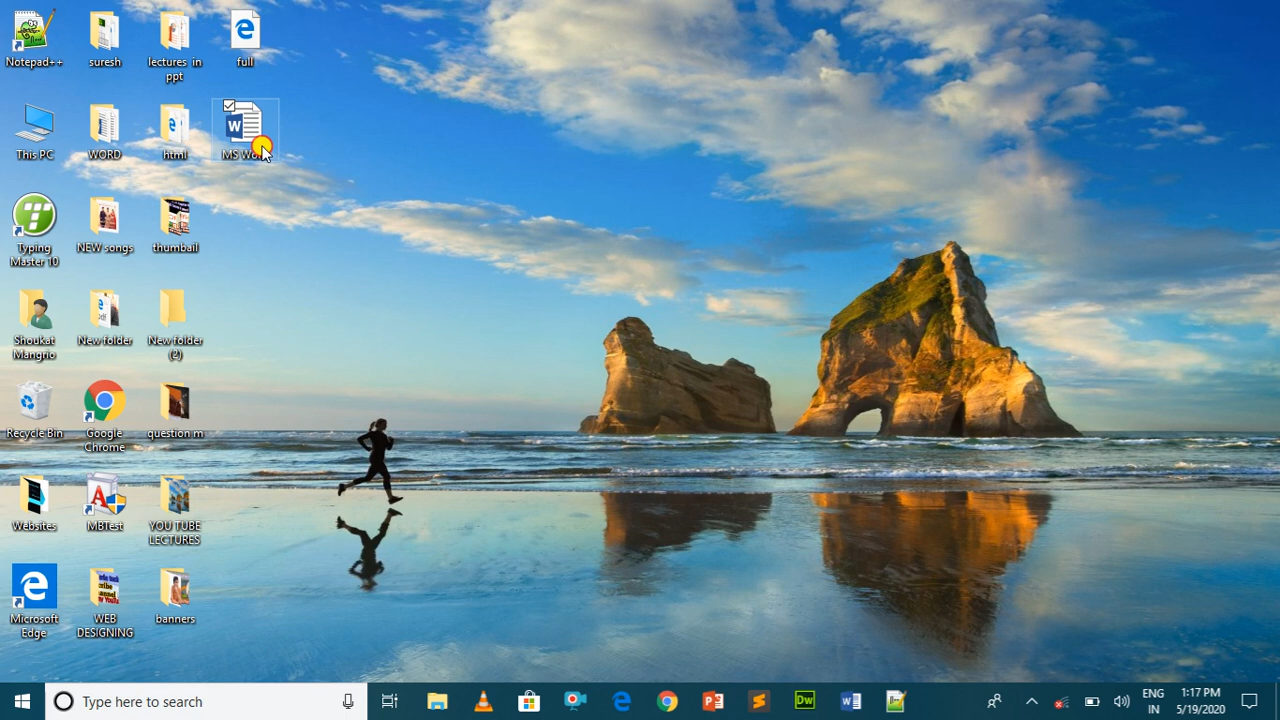 Notepad++
suresh
lectures in
ppt
full
This PC
WORD
html
MS
Typing
Master 10
NEW songs
thumbail
Shoukat
Mangrio
New folder
New folder
(2)
Recycle Bin
Google
Chrome
question m
Websites
MBTest
YOU TUBE
LECTURES
Microsoft
Edge
WEB
DESIGNING
banners
Type here to search
ENG
IN
1:17 PM
5/19/2020